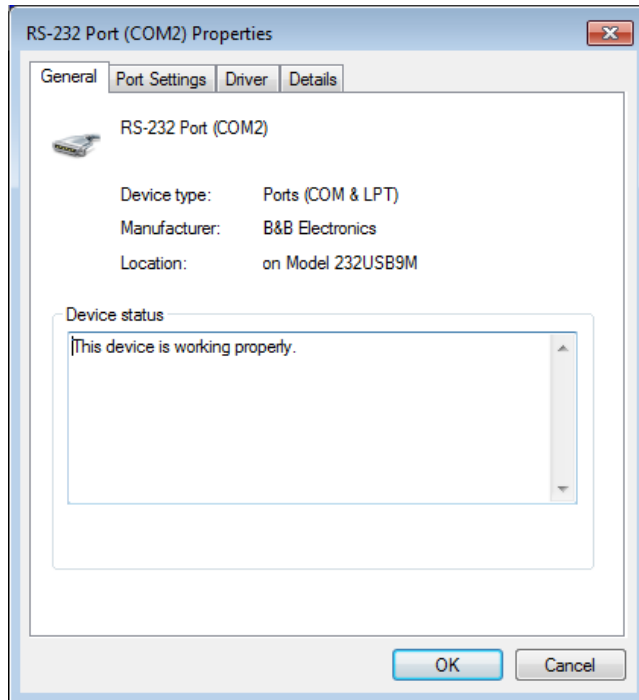 RS-232 Port (COM2) Properties
General Port Settings Driver Details
RS-232 Port (COM2)
Device type: Ports (COM & LPT)
Manufacturer: B&B Electronics
Location: on Model 232USB9M
Device status
This device is working properly.
OK Cancel